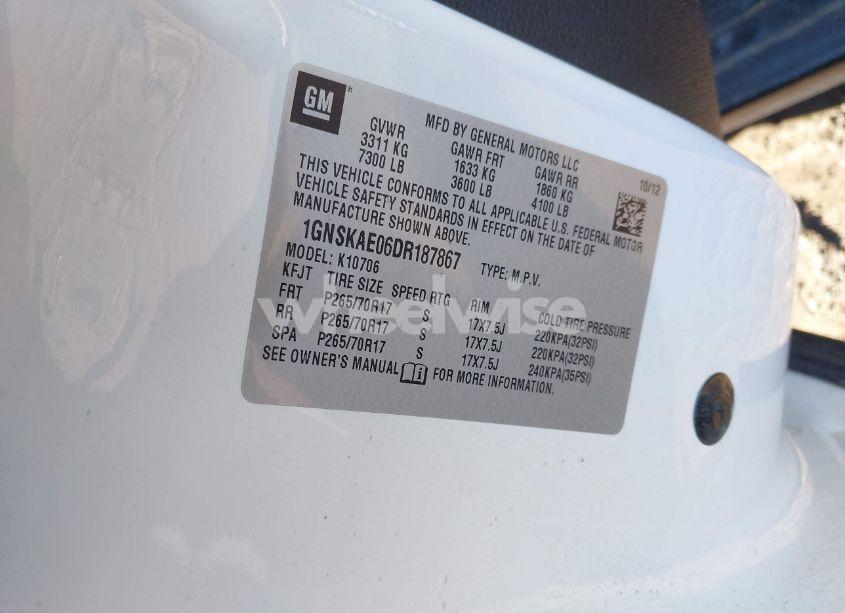 GM
MFD BY GENERAL MOTORS LLC
GVWR GAWR FRT GAWR RR
3311 KG 1633 KG 1860 KG
7300 LB 3600 LB 4100 LB
10/12
THIS VEHICLE CONFORMS TO ALL APPLICABLE U.S. FEDERAL MOTOR
VEHICLE SAFETY STANDARDS IN EFFECT ON THE DATE OF
MANUFACTURE SHOWN ABOVE.
1GNSKAE06DR187867 TYPE: M.P.V.
MODEL: K10706
KFJT TIRE SIZE SPEED RTG RIM COLD TIRE PRESSURE
FRT P265/70R17 S 17X7.5J 220KPA(32PSI)
RR P265/70R17 S 17X7.5J 220KPA(32PSI)
SPA P265/70R17 S 17X7.5J 240KPA(35PSI)
SEE OWNER'S MANUAL FOR MORE INFORMATION.
wheelwise